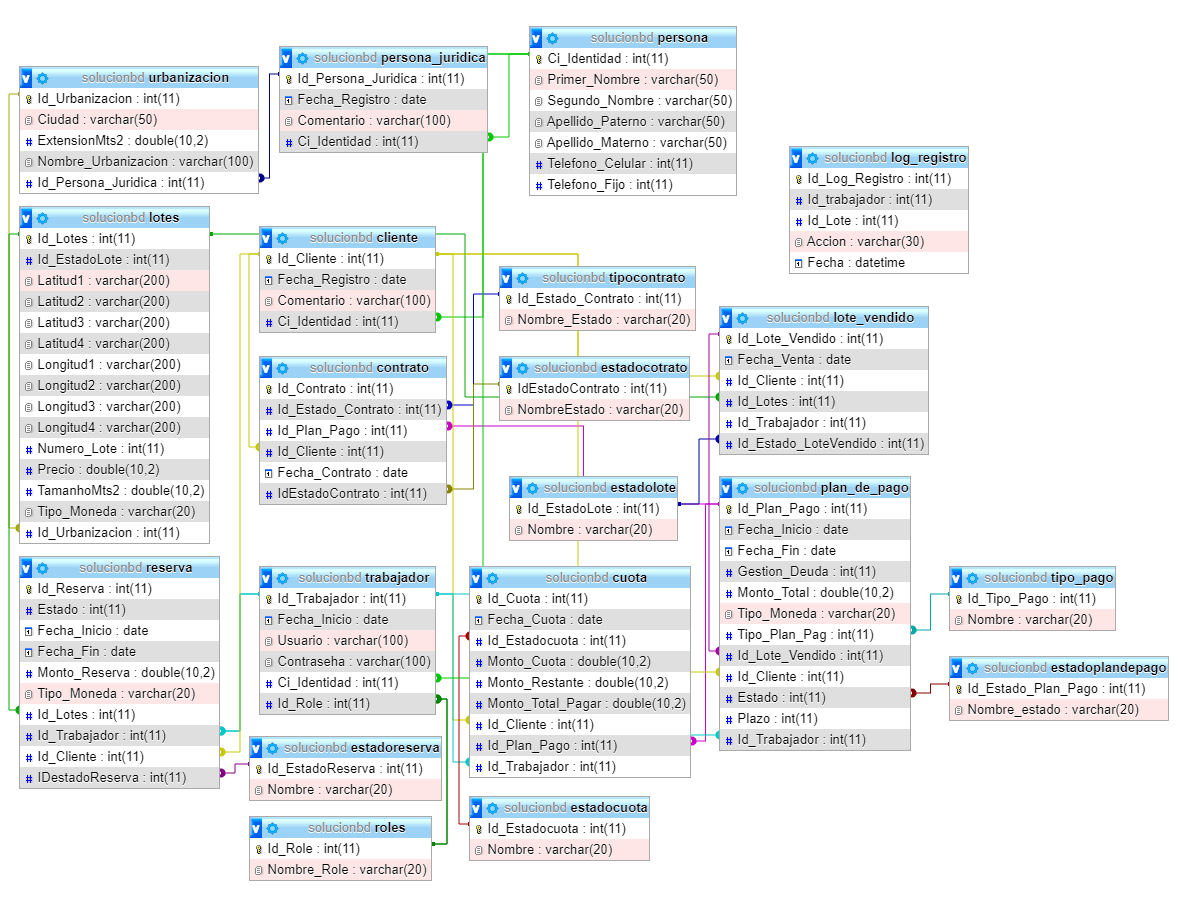 solucionbd urbanizacion
Id_Urbanizacion : int(11)
Ciudad : varchar(50)
ExtensionMts2 : double(10,2)
Nombre_Urbanizacion : varchar(100)
Id_Persona_Juridica : int(11)
solucionbd persona_juridica
Id_Persona_Juridica : int(11)
Fecha_Registro : date
Comentario : varchar(100)
Ci_Identidad : int(11)
solucionbd persona
Ci_Identidad : int(11)
Primer_Nombre : varchar(50)
Segundo_Nombre : varchar(50)
Apellido_Paterno : varchar(50)
Apellido_Materno : varchar(50)
Telefono_Celular : int(11)
Telefono_Fijo : int(11)
solucionbd log_registro
Id_Log_Registro : int(11)
Id_trabajador : int(11)
Id_Lote : int(11)
Accion : varchar(30)
Fecha : datetime
solucionbd lotes
Id_Lotes : int(11)
Id_EstadoLote : int(11)
Latitud1 : varchar(200)
Latitud2 : varchar(200)
Latitud3 : varchar(200)
Latitud4 : varchar(200)
Longitud1 : varchar(200)
Longitud2 : varchar(200)
Longitud3 : varchar(200)
Longitud4 : varchar(200)
Numero_Lote : int(11)
Precio : double(10,2)
TamanhoMts2 : double(10,2)
Tipo_Moneda : varchar(20)
Id_Urbanizacion : int(11)
solucionbd cliente
Id_Cliente : int(11)
Fecha_Registro : date
Comentario : varchar(100)
Ci_Identidad : int(11)
solucionbd tipocontrato
Id_Estado_Contrato : int(11)
Nombre_Estado : varchar(20)
solucionbd lote_vendido
Id_Lote_Vendido : int(11)
Fecha_Venta : date
Id_Cliente : int(11)
Id_Lotes : int(11)
Id_Trabajador : int(11)
Id_Estado_LoteVendido : int(11)
solucionbd contrato
Id_Contrato : int(11)
Id_Estado_Contrato : int(11)
Id_Plan_Pago : int(11)
Id_Cliente : int(11)
Fecha_Contrato : date
IdEstadoContrato : int(11)
solucionbd estadocotrato
IdEstadoContrato : int(11)
NombreEstado : varchar(20)
solucionbd estadolote
Id_EstadoLote : int(11)
Nombre : varchar(20)
solucionbd plan_de_pago
Id_Plan_Pago : int(11)
Fecha_Inicio : date
Fecha_Fin : date
Gestion_Deuda : int(11)
Monto_Total : double(10,2)
Tipo_Moneda : varchar(20)
Tipo_Plan_Pag : int(11)
Id_Lote_Vendido : int(11)
Id_Cliente : int(11)
Estado : int(11)
Plazo : int(11)
Id_Trabajador : int(11)
solucionbd reserva
Id_Reserva : int(11)
Estado : int(11)
Fecha_Inicio : date
Fecha_Fin : date
Monto_Reserva : double(10,2)
Tipo_Moneda : varchar(20)
Id_Lotes : int(11)
Id_Trabajador : int(11)
Id_Cliente : int(11)
IDestadoReserva : int(11)
solucionbd trabajador
Id_Trabajador : int(11)
Fecha_Inicio : date
Usuario : varchar(100)
Contraseha : varchar(100)
Ci_Identidad : int(11)
Id_Role : int(11)
solucionbd cuota
Id_Cuota : int(11)
Fecha_Cuota : date
Id_Estadocuota : int(11)
Monto_Cuota : double(10,2)
Monto_Restante : double(10,2)
Monto_Total_Pagar : double(10,2)
Id_Cliente : int(11)
Id_Plan_Pago : int(11)
Id_Trabajador : int(11)
solucionbd tipo_pago
Id_Tipo_Pago : int(11)
Nombre : varchar(20)
solucionbd estadoplandepago
Id_Estado_Plan_Pago : int(11)
Nombre_estado : varchar(20)
solucionbd estadoreserva
Id_EstadoReserva : int(11)
Nombre : varchar(20)
solucionbd estadocuota
Id_Estadocuota : int(11)
Nombre : varchar(20)
solucionbd roles
Id_Role : int(11)
Nombre_Role : varchar(20)